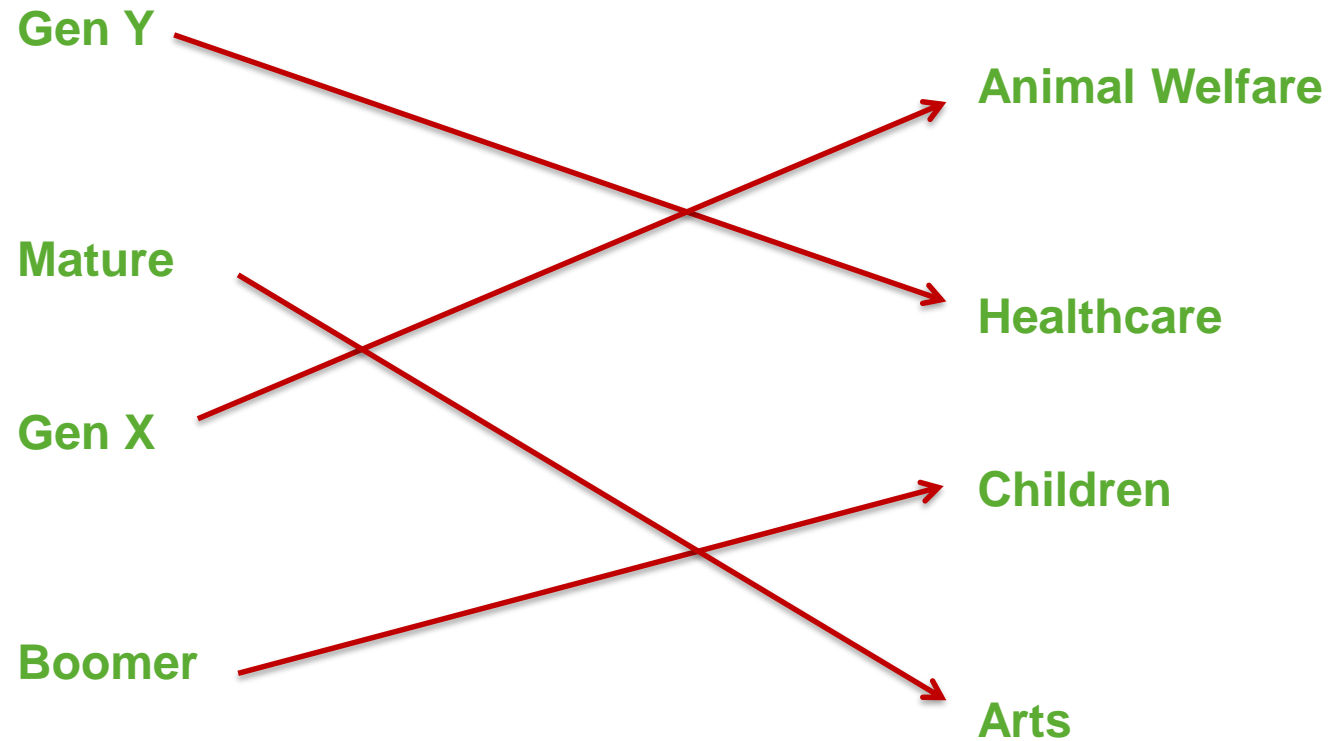 Gen Y
Mature
Gen X
Boomer
Animal Welfare
Healthcare
Children
Arts